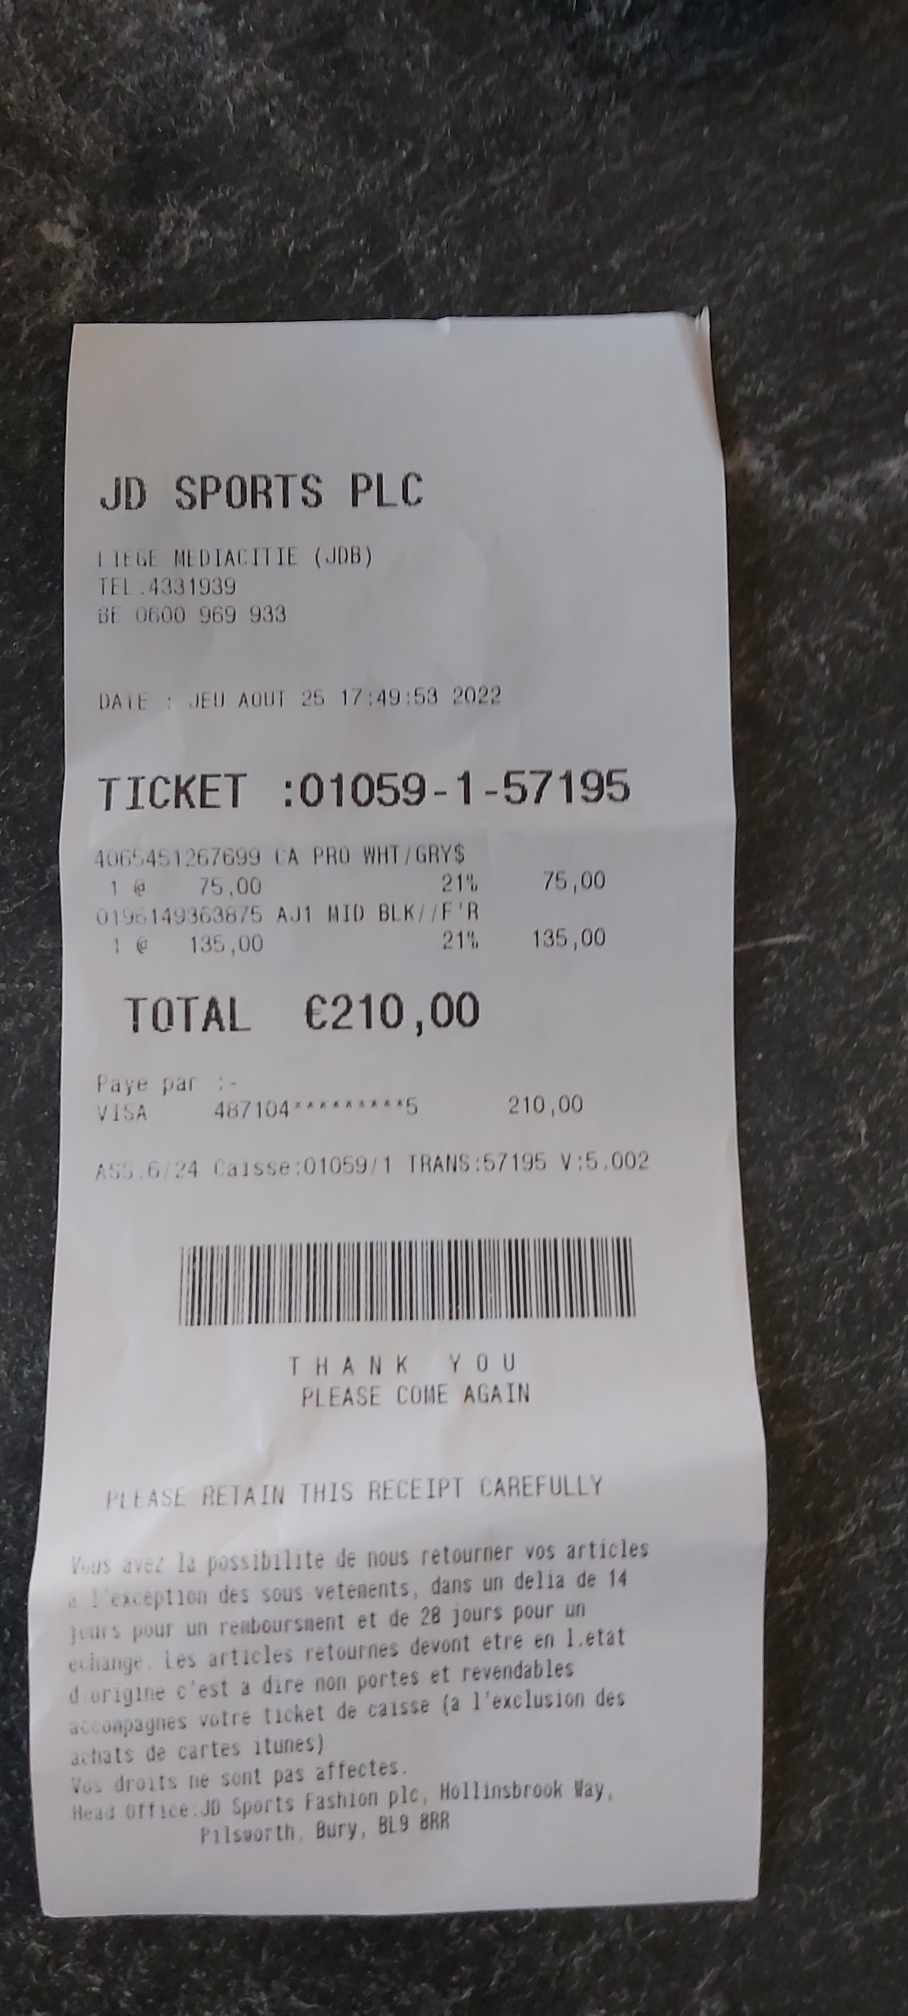 JD SPORTS PLC
LIEGE MEDIACITIE (JDB)
TEL.4331939
BE 0600 969 933
DATE : JEU AOUT 25 17:49:53 2022
TICKET :01059-1-57195
4065451267699 CA PRO WHT/GRY$
1 @ 75,00 21% 75,00
0196149363875 AJ1 MID BLK//F'R
1 @ 135,00 21% 135,00
TOTAL €210,00
Paye par :-
VISA 487104*********5 210,00
ASS.6/24 Caisse:01059/1 TRANS:57195 V:5.002
THANK YOU
PLEASE COME AGAIN
PLEASE RETAIN THIS RECEIPT CAREFULLY
Vous avez la possibilite de nous retourner vos articles
a l'exception des sous vetements, dans un delia de 14
jours pour un remboursment et de 28 jours pour un
echange. Les articles retournes devont etre en l.etat
d.origine c'est a dire non portes et revendables
accompagnes votre ticket de caisse (a l'exclusion des
achats de cartes itunes)
Vos droits ne sont pas affectes.
Head Office:JD Sports Fashion plc, Hollinsbrook Way,
Pilsworth, Bury, BL9 8RR